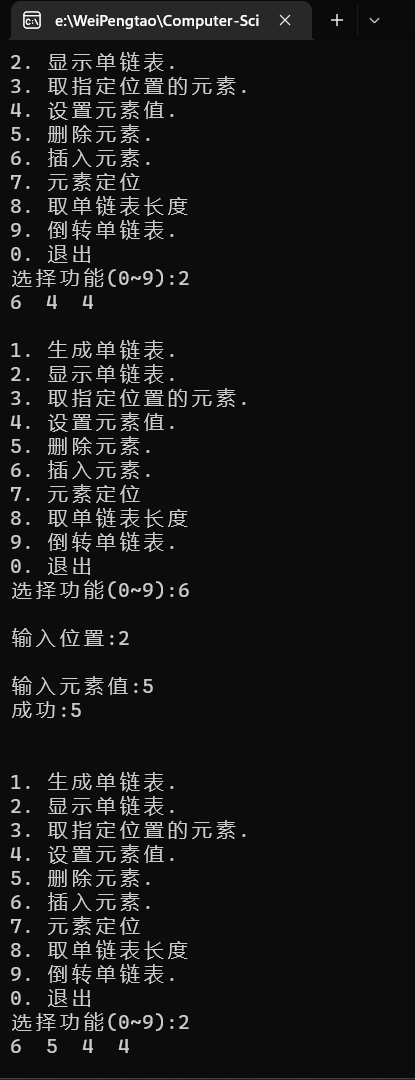 e:\WeiPengtao\Computer-Sci
2. 显示单链表.
3. 取指定位置的元素.
4. 设置元素值.
5. 删除元素.
6. 插入元素.
7. 元素定位
8. 取单链表长度
9. 倒转单链表.
0. 退出
选择功能(0~9):2
6  4  4
1. 生成单链表.
2. 显示单链表.
3. 取指定位置的元素.
4. 设置元素值.
5. 删除元素.
6. 插入元素.
7. 元素定位
8. 取单链表长度
9. 倒转单链表.
0. 退出
选择功能(0~9):6
输入位置:2
输入元素值:5
成功:5
1. 生成单链表.
2. 显示单链表.
3. 取指定位置的元素.
4. 设置元素值.
5. 删除元素.
6. 插入元素.
7. 元素定位
8. 取单链表长度
9. 倒转单链表.
0. 退出
选择功能(0~9):2
6  5  4  4